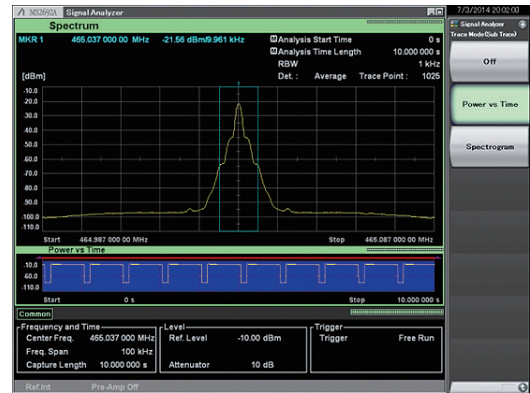 MS2692A Signal Analyzer
7/3/2014 20:02:03
Spectrum
Signal Analyzer
Trace Mode(Sub Trace)
MKR 1 465.037 000 00 MHz -21.56 dBm/9.961 kHz
Analysis Start Time 0 s
Analysis Time Length 10.000 000 s
RBW 1 kHz
[dBm] Det. : Average Trace Point : 1025
Off
Power vs Time
Spectrogram
-10.0
-20.0
-30.0
-40.0
-50.0
-60.0
-70.0
-80.0
-90.0
-100.0
-110.0
Start 464.987 000 00 MHz Stop 465.087 00 00 MHz
Power vs Time
-10.0
-60.0
-110.0
Start 0 s Stop 10.000 000 s
Common
Frequency and Time
Center Freq. 465.037 000 MHz
Freq. Span 100 kHz
Capture Length 10.000 000 s
Level
Ref. Level -10.00 dBm
Attenuator 10 dB
Trigger
Trigger Free Run
Ref.Int Pre-Amp Off